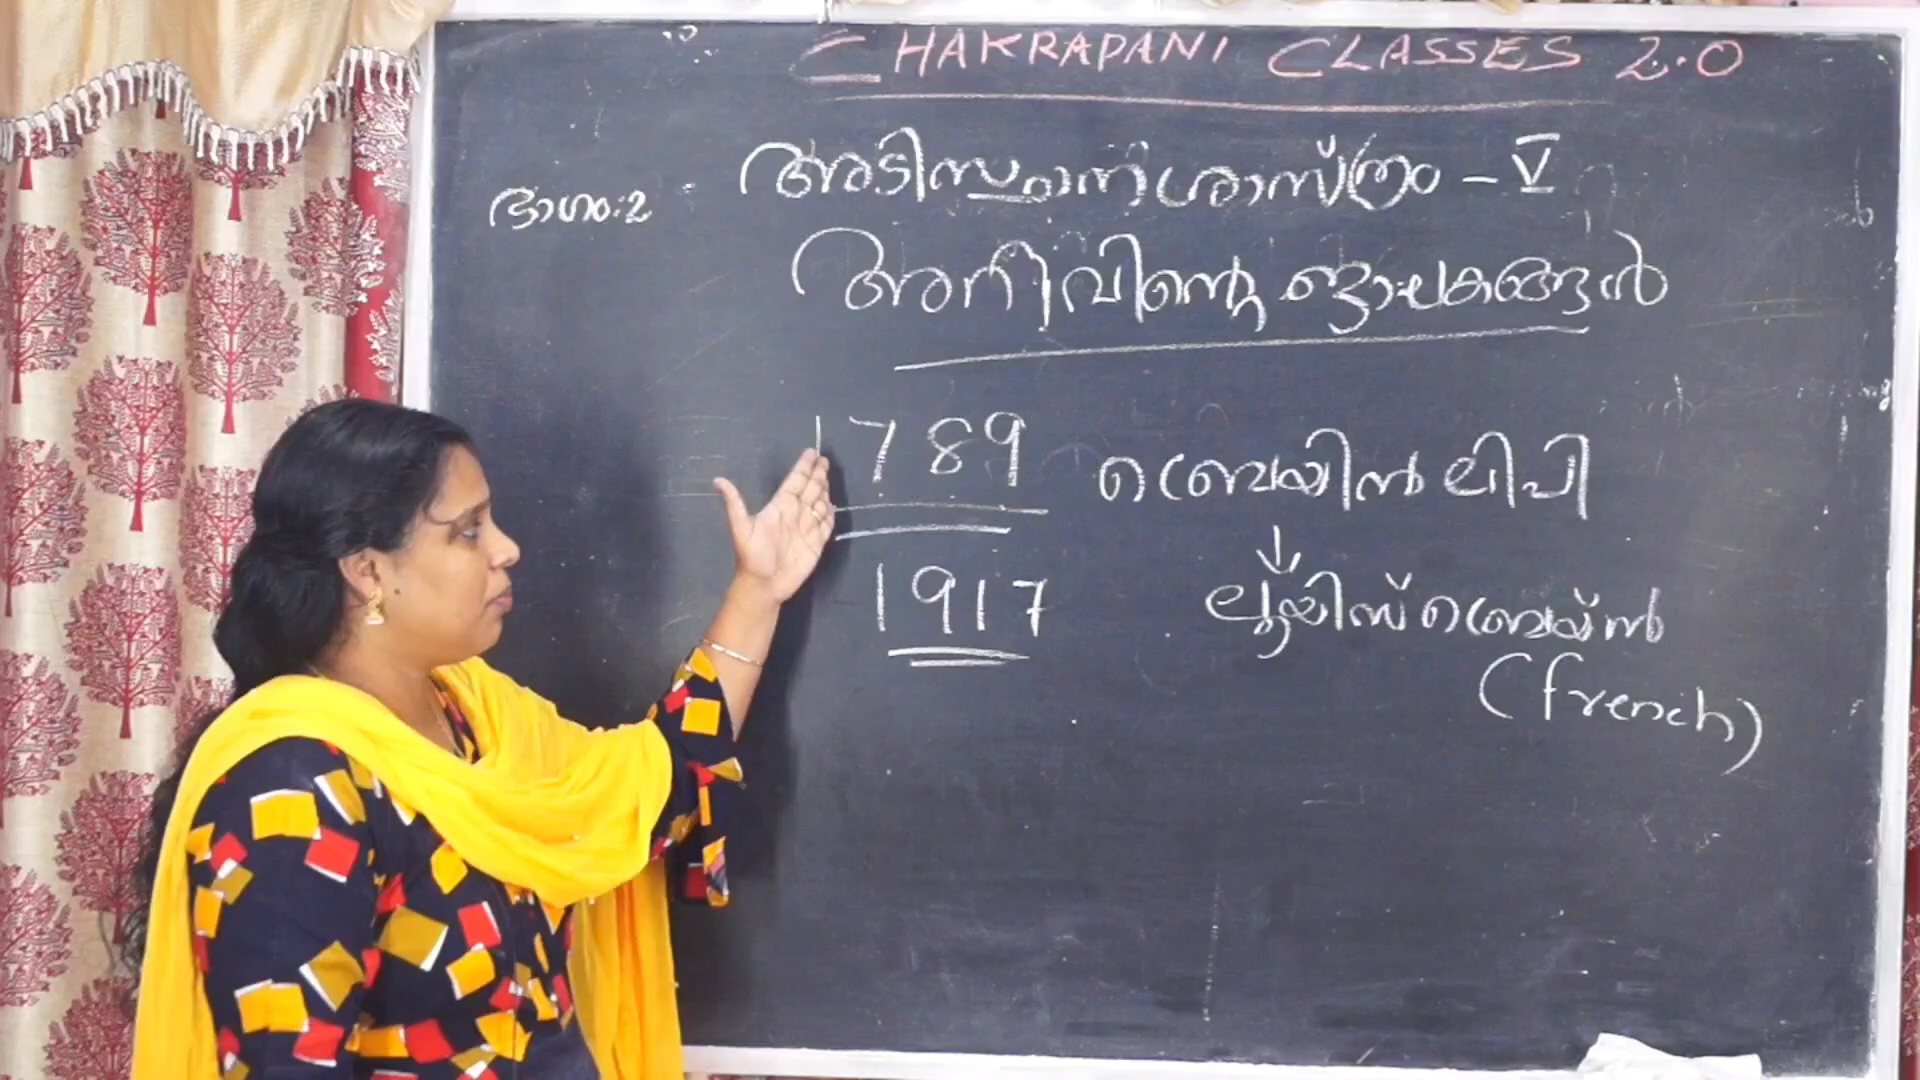 CHAKRAPANI CLASSES 2.0
ഭാഗം:2
അടിസ്ഥാനശാസ്ത്രം - V
അറിവിന്റെ ജാലകങ്ങൾ
1789 ബ്രെയിൽ ലിപി
1917 ലൂയിസ് ബ്രെയ്ൽ
(french)